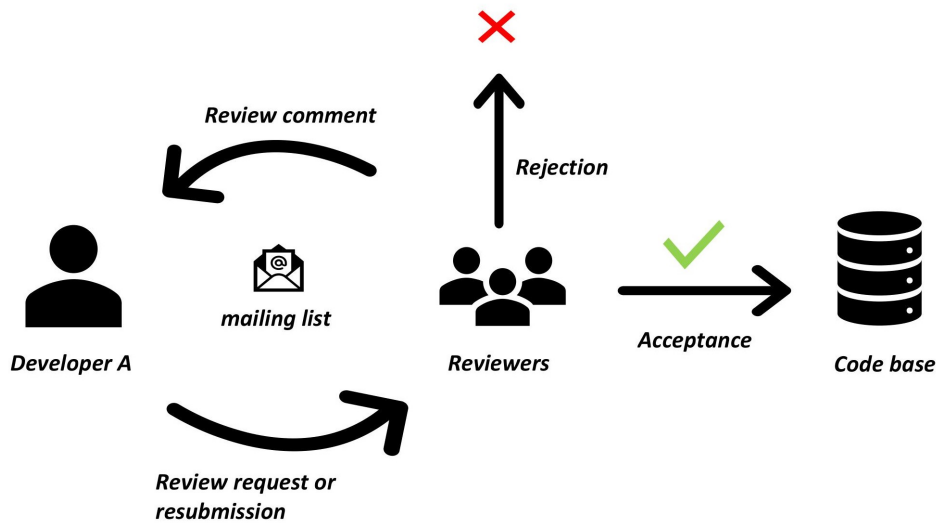 Review comment
Rejection
@
mailing list
Acceptance
Developer A
Reviewers
Code base
Review request or
resubmission